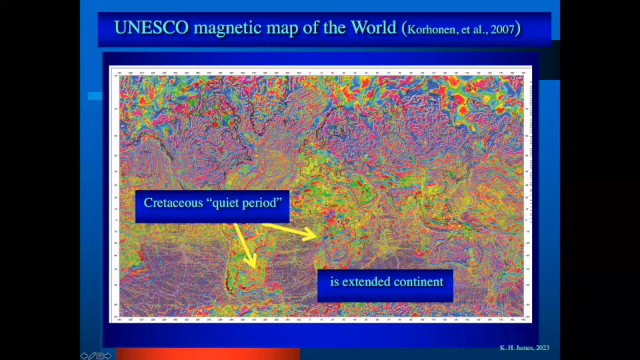 UNESCO magnetic map of the World (Korhonen, et al., 2007)
Cretaceous “quiet period”
is extended continent
K. H. James, 2023